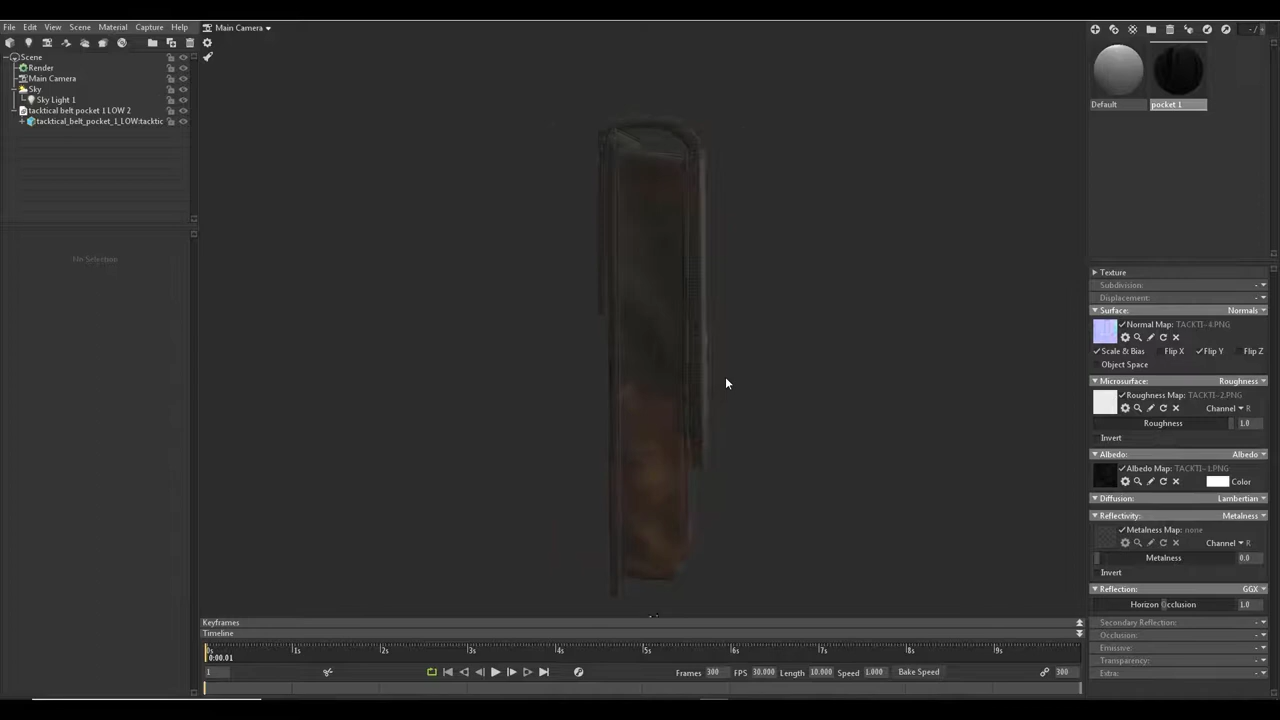 File Edit View Scene Material Capture Help
Main Camera
Scene
Render
Main Camera
Sky
Sky Light 1
tacktical belt pocket 1 LOW 2
tacktical_belt_pocket_1_LOW:tacktic
No Selection
Default
pocket 1
Texture
Subdivision:
Displacement:
Surface: Normals
Normal Map: TACKTI~4.PNG
Scale & Bias Flip X Flip Y Flip Z
Object Space
Microsurface: Roughness
Roughness Map: TACKTI~2.PNG
Channel R
Roughness 1.0
Invert
Albedo: Albedo
Albedo Map: TACKTI~1.PNG
Color
Diffusion: Lambertian
Reflectivity: Metalness
Metalness Map: none
Channel R
Metalness 0.0
Invert
Reflection: GGX
Horizon Occlusion 1.0
Secondary Reflection:
Occlusion:
Emissive:
Transparency:
Extra:
Keyframes
Timeline
0s 1s 2s 3s 4s 5s 6s 7s 8s 9s
0:00.01
1 Frames 300 FPS 30.000 Length 10.000 Speed 1.000 Bake Speed 300